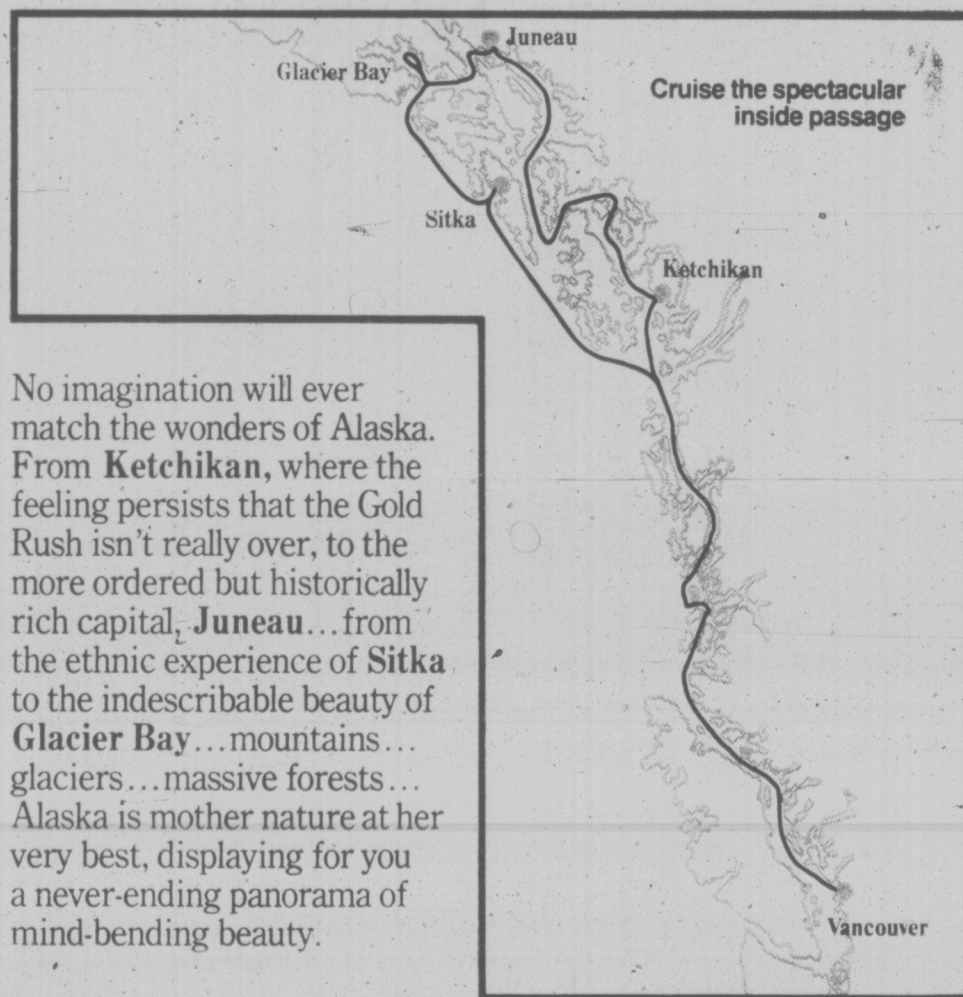 Juneau
Glacier Bay
Cruise the spectacular
inside passage
Sitka
Ketchikan
No imagination will ever
match the wonders of Alaska.
From Ketchikan, where the
feeling persists that the Gold
Rush isn't really over, to the
more ordered but historically
rich capital, Juneau...from
the ethnic experience of Sitka
to the indescribable beauty of
Glacier Bay...mountains...
glaciers...massive forests...
Alaska is mother nature at her
very best, displaying for you
a never-ending panorama of
mind-bending beauty.
Vancouver